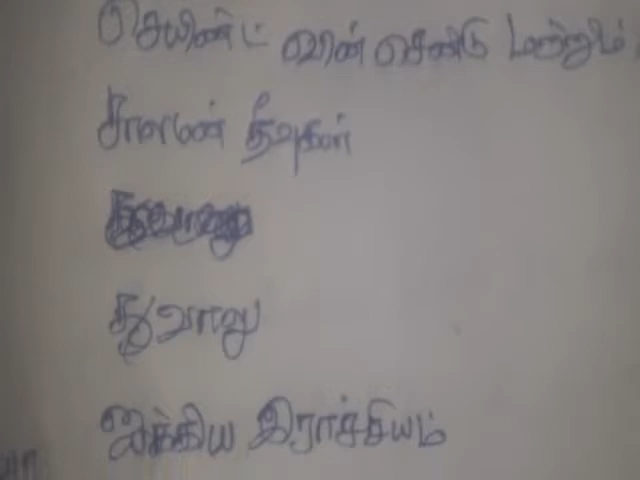 செயிண்ட் வின்சென்டு மற்றும்
சாலமன் தீவுகள்
துவாலு
ஐக்கிய இராச்சியம்